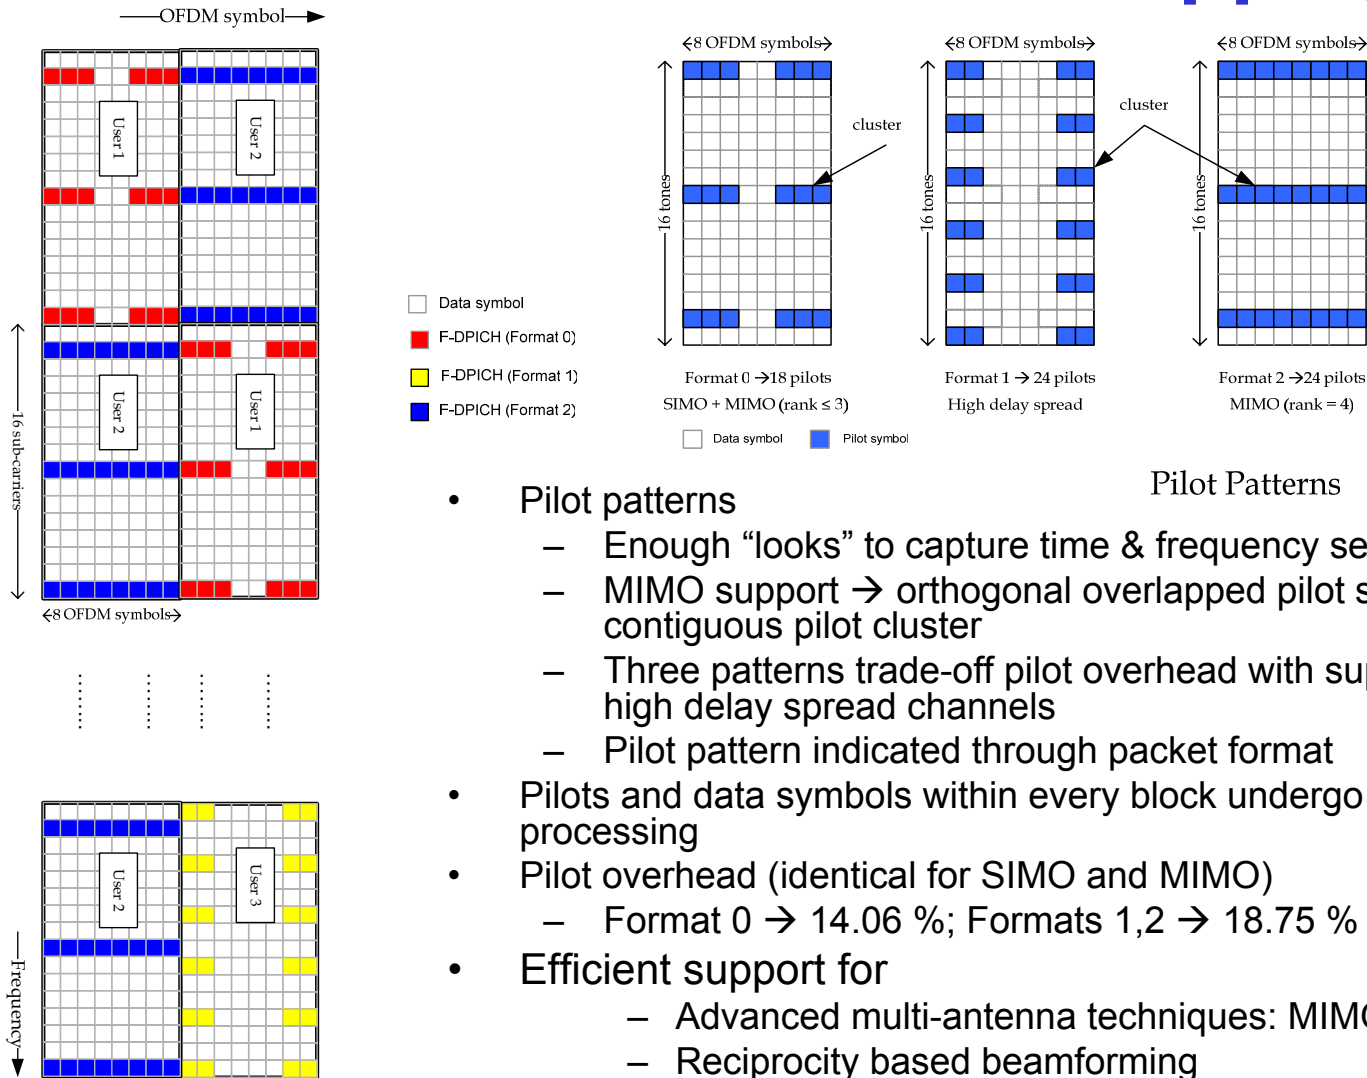 OFDM symbol
User 1
User 2
User 2
User 1
16 sub-carriers
8 OFDM symbols
User 2
User 3
Frequency
Data symbol
F-DPICH (Format 0)
F-DPICH (Format 1)
F-DPICH (Format 2)
8 OFDM symbols
8 OFDM symbols
8 OFDM symbols
cluster
cluster
16 tones
16 tones
16 tones
Format 0 → 18 pilots
SIMO + MIMO (rank ≤ 3)
Format 1 → 24 pilots
High delay spread
Format 2 → 24 pilots
MIMO (rank = 4)
Data symbol
Pilot symbol
Pilot Patterns
• Pilot patterns
– Enough “looks” to capture time & frequency se
– MIMO support → orthogonal overlapped pilot s
contiguous pilot cluster
– Three patterns trade-off pilot overhead with su
high delay spread channels
– Pilot pattern indicated through packet format
• Pilots and data symbols within every block undergo
processing
• Pilot overhead (identical for SIMO and MIMO)
– Format 0 → 14.06 %; Formats 1,2 → 18.75 %
• Efficient support for
– Advanced multi-antenna techniques: MIMO
– Reciprocity based beamforming